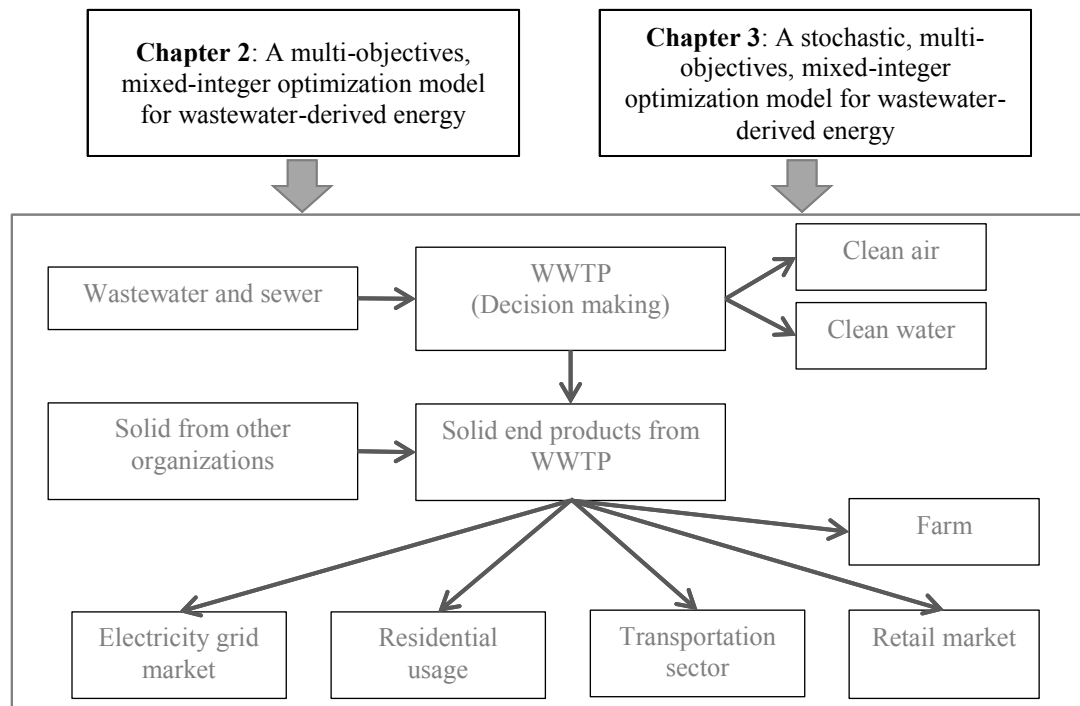 Chapter 2: A multi-objectives,
mixed-integer optimization model
for wastewater-derived energy
Chapter 3: A stochastic, multi-
objectives, mixed-integer
optimization model for wastewater-
derived energy
Wastewater and sewer
WWTP
(Decision making)
Clean air
Clean water
Solid from other
organizations
Solid end products from
WWTP
Farm
Electricity grid
market
Residential
usage
Transportation
sector
Retail market